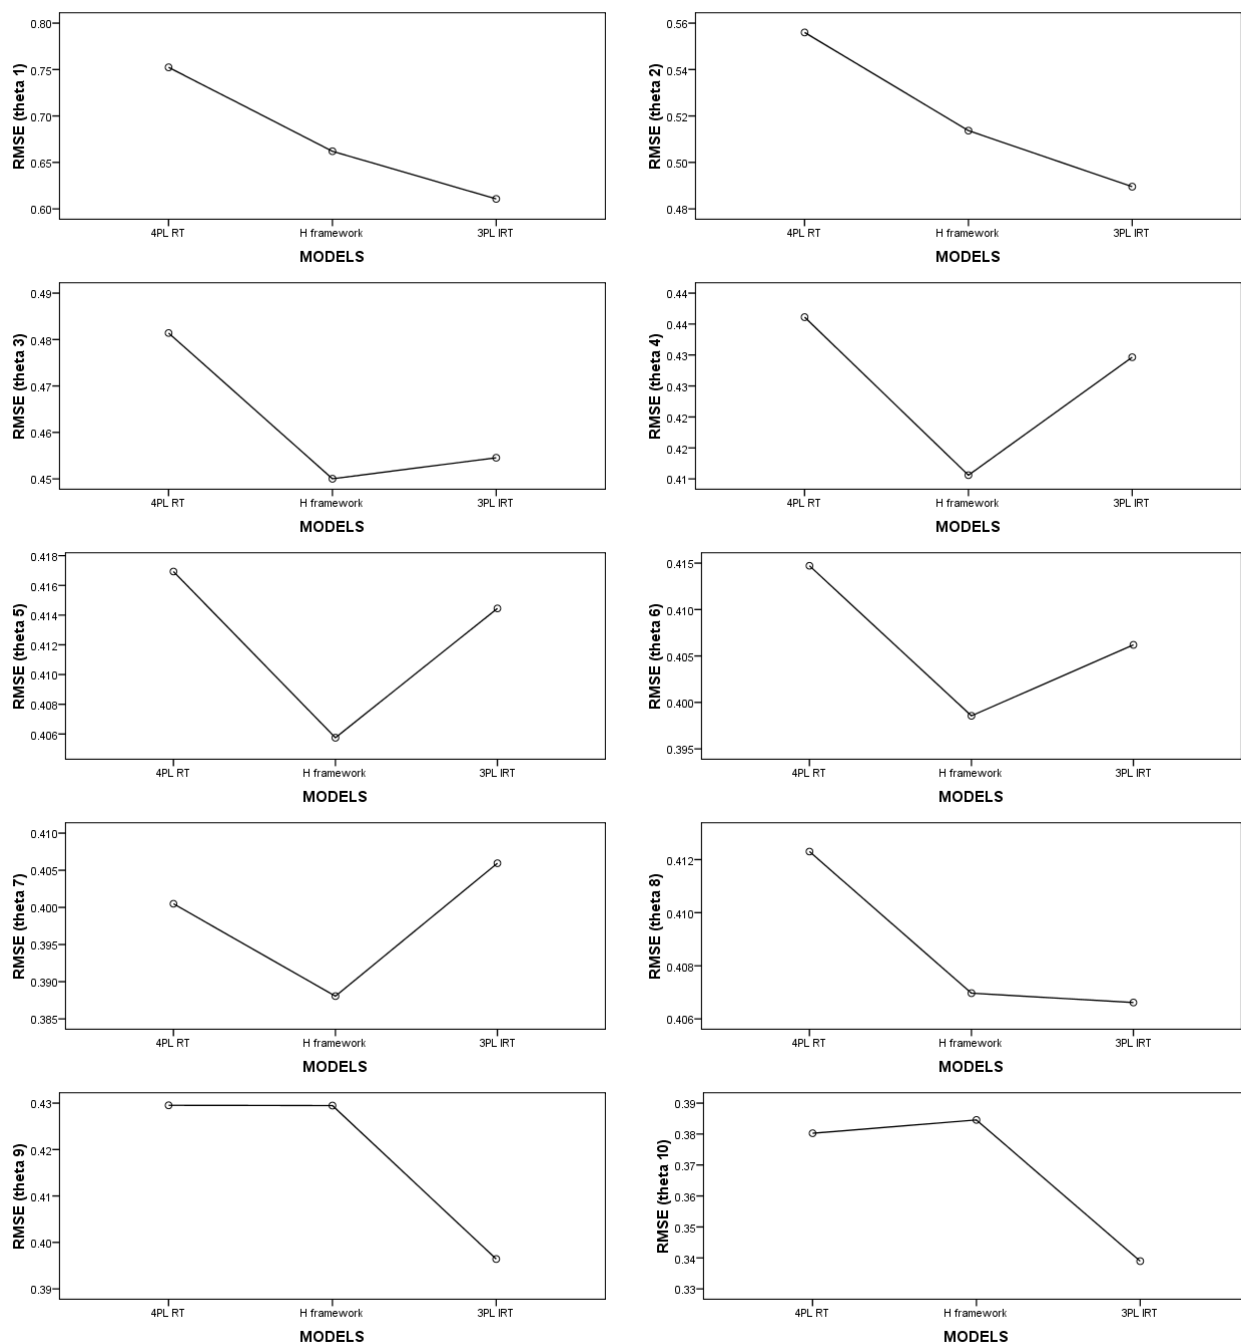 RMSE (theta 1)
0.80
0.75
0.70
0.65
0.60
4PL RT H framework 3PL IRT
MODELS
RMSE (theta 2)
0.56
0.54
0.52
0.50
0.48
4PL RT H framework 3PL IRT
MODELS
RMSE (theta 3)
0.49
0.48
0.47
0.46
0.45
4PL RT H framework 3PL IRT
MODELS
RMSE (theta 4)
0.44
0.44
0.43
0.43
0.42
0.42
0.41
4PL RT H framework 3PL IRT
MODELS
RMSE (theta 5)
0.418
0.416
0.414
0.412
0.410
0.408
0.406
4PL RT H framework 3PL IRT
MODELS
RMSE (theta 6)
0.415
0.410
0.405
0.400
0.395
4PL RT H framework 3PL IRT
MODELS
RMSE (theta 7)
0.410
0.405
0.400
0.395
0.390
0.385
4PL RT H framework 3PL IRT
MODELS
RMSE (theta 8)
0.412
0.410
0.408
0.406
4PL RT H framework 3PL IRT
MODELS
RMSE (theta 9)
0.43
0.42
0.41
0.40
0.39
4PL RT H framework 3PL IRT
MODELS
RMSE (theta 10)
0.39
0.38
0.37
0.36
0.35
0.34
0.33
4PL RT H framework 3PL IRT
MODELS